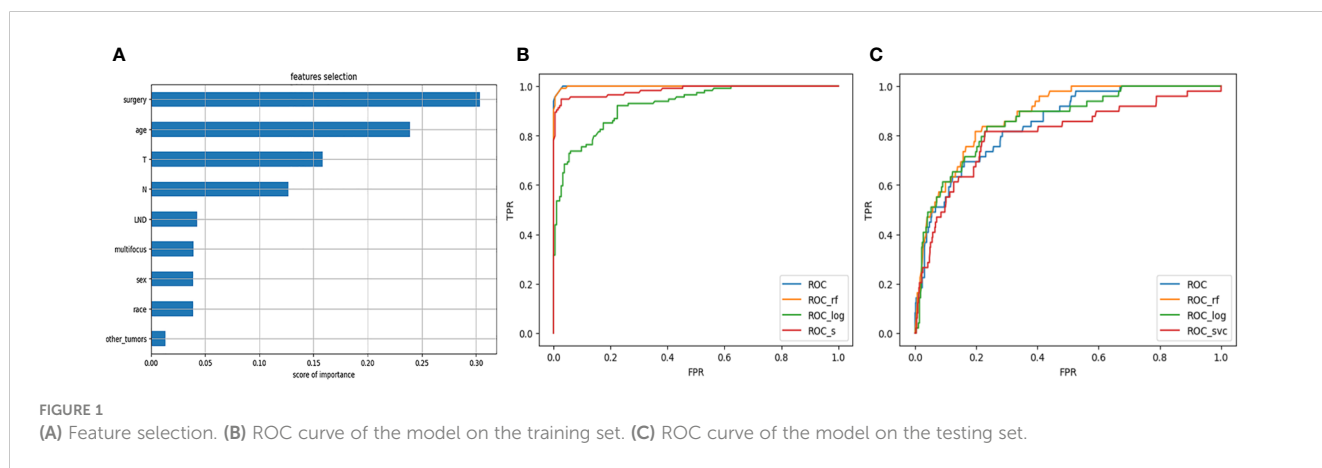 A
features selection
surgery
age
T
N
LND
multifocus
sex
race
other_tumors
0.00 0.05 0.10 0.15 0.20 0.25 0.30
score of importance
B
1.0
0.8
0.6
0.4
0.2
0.0
TPR
0.0 0.2 0.4 0.6 0.8 1.0
FPR
ROC
ROC_rf
ROC_log
ROC_s
C
1.0
0.8
0.6
0.4
0.2
0.0
TPR
0.0 0.2 0.4 0.6 0.8 1.0
FPR
ROC
ROC_rf
ROC_log
ROC_svc
FIGURE 1
(A) Feature selection. (B) ROC curve of the model on the training set. (C) ROC curve of the model on the testing set.